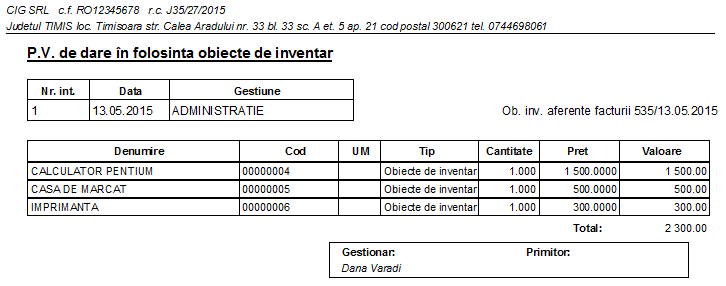 CIG SRL c.f. RO12345678 r.c. J35/27/2015
Judetul TIMIS loc. Timisoara str. Calea Aradului nr. 33 bl. 33 sc. A et. 5 ap. 21 cod postal 300621 tel. 0744698061
P.V. de dare în folosinta obiecte de inventar
Nr. int. Data Gestiune
1 13.05.2015 ADMINISTRATIE
Ob. inv. aferente facturii 535/13.05.2015
Denumire Cod UM Tip Cantitate Pret Valoare
CALCULATOR PENTIUM 00000004 Obiecte de inventar 1.000 1 500.0000 1 500.00
CASA DE MARCAT 00000005 Obiecte de inventar 1.000 500.0000 500.00
IMPRIMANTA 00000006 Obiecte de inventar 1.000 300.0000 300.00
Total: 2 300.00
Gestionar: Primitor:
Dana Varadi